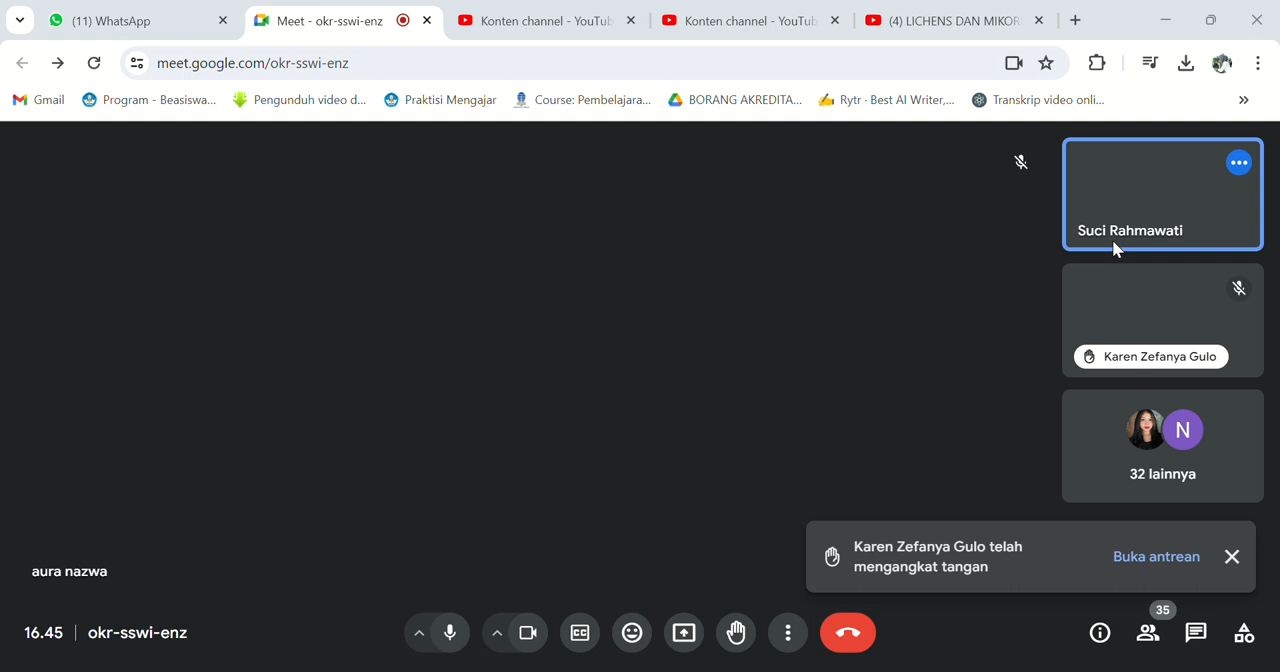 (11) WhatsApp
Meet - okr-sswi-enz
Konten channel - YouTub
Konten channel - YouTub
(4) LICHENS DAN MIKOR
meet.google.com/okr-sswi-enz
Gmail
Program - Beasiswa...
Pengunduh video d...
Praktisi Mengajar
Course: Pembelajara...
BORANG AKREDITA...
Rytr - Best AI Writer,...
Transkrip video onli...
Suci Rahmawati
Karen Zefanya Gulo
N
32 lainnya
Karen Zefanya Gulo telah
mengangkat tangan
Buka antrean
aura nazwa
16.45
okr-sswi-enz
CC
35